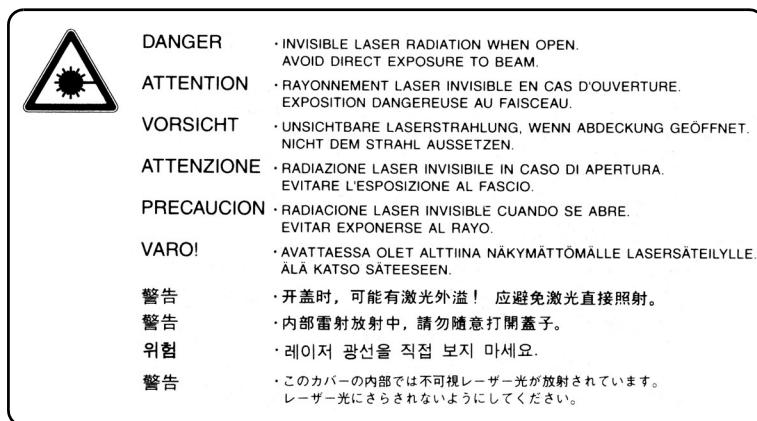 DANGER · INVISIBLE LASER RADIATION WHEN OPEN.
AVOID DIRECT EXPOSURE TO BEAM.
ATTENTION · RAYONNEMENT LASER INVISIBLE EN CAS D'OUVERTURE.
EXPOSITION DANGEREUSE AU FAISCEAU.
VORSICHT · UNSICHTBARE LASERSTRAHLUNG, WENN ABDECKUNG GEÖFFNET.
NICHT DEM STRAHL AUSSETZEN.
ATTENZIONE · RADIAZIONE LASER INVISIBILE IN CASO DI APERTURA.
EVITARE L'ESPOSIZIONE AL FASCIO.
PRECAUCION · RADIACIONE LASER INVISIBLE CUANDO SE ABRE.
EVITAR EXPONERSE AL RAYO.
VARO! · AVATTAESSA OLET ALTTIINA NÄKYMÄTTÖMÄLLE LASERSÄTEILYLLE.
ÄLÄ KATSO SÄTEESEEN.
警告 · 开盖时，可能有激光外溢！ 应避免激光直接照射。
警告 · 内部雷射放射中，請勿隨意打開蓋子。
위험 · 레이저 광선을 직접 보지 마세요.
警告 · このカバーの内部では不可視レーザー光が放射されています。
レーザー光にさらされないようにしてください。